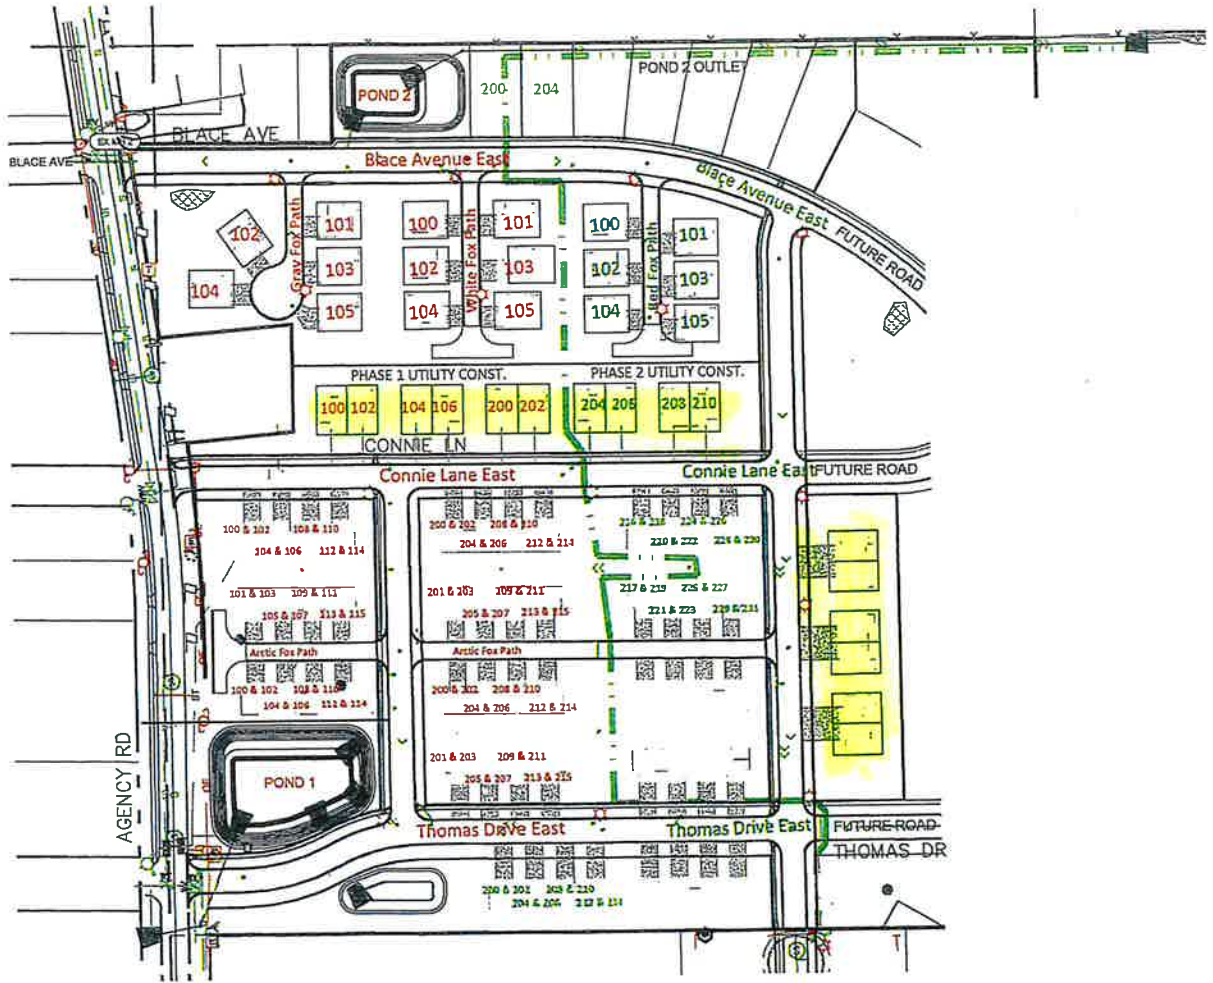 POND 2 OUTLET
200 204
POND 2
BLACE AVE
BLACE AVE
Blace Avenue East
Blace Avenue East
FUTURE ROAD
Gray Fox Path
White Fox Path
Red Fox Path
102 101 100 101 100 101
104 103 102 103 102 103
105 104 105 104 105
PHASE 1 UTILITY CONST. PHASE 2 UTILITY CONST.
100 102 104 106 200 202 204 206 208 210
CONNIE LN
Connie Lane East Connie Lane East FUTURE ROAD
100 & 102 108 & 110 200 & 202 208 & 210 216 & 218 224 & 226
104 & 106 112 & 114 204 & 206 212 & 214 220 & 222 228 & 230
101 & 103 109 & 111 201 & 203 209 & 211 217 & 219 225 & 227
105 & 107 113 & 115 205 & 207 213 & 215 221 & 223 229 & 231
Arctic Fox Path Arctic Fox Path
100 & 102 108 & 110 200 & 202 208 & 210
104 & 106 112 & 114 204 & 206 212 & 214
201 & 203 209 & 211
205 & 207 213 & 215
POND 1
AGENCY RD
Thomas Drive East Thomas Drive East FUTURE ROAD
THOMAS DR
200 & 202 208 & 210
204 & 206 212 & 214